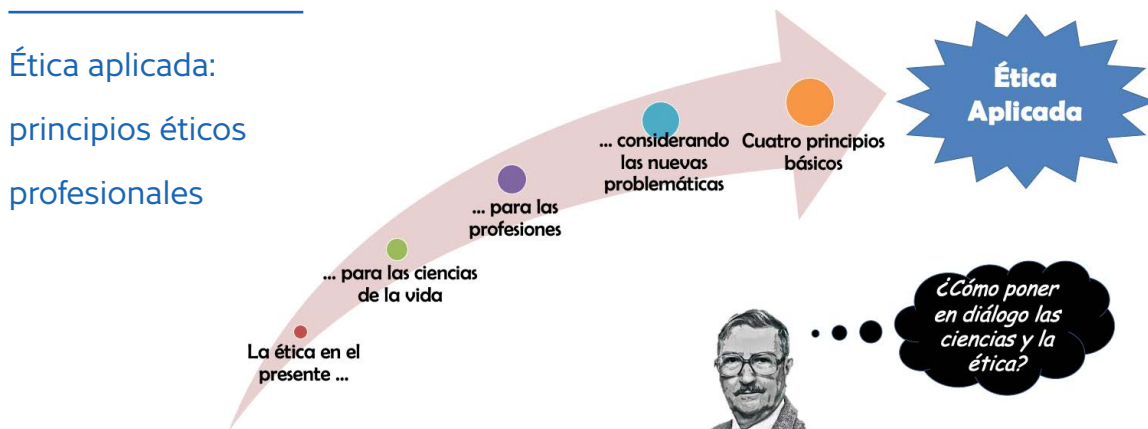 Ética aplicada:
principios éticos
profesionales
La ética en el
presente ...
... para las ciencias
de la vida
... para las
profesiones
... considerando
las nuevas
problemáticas
Cuatro principios
básicos
Ética
Aplicada
¿Cómo poner
en diálogo las
ciencias y la
ética?